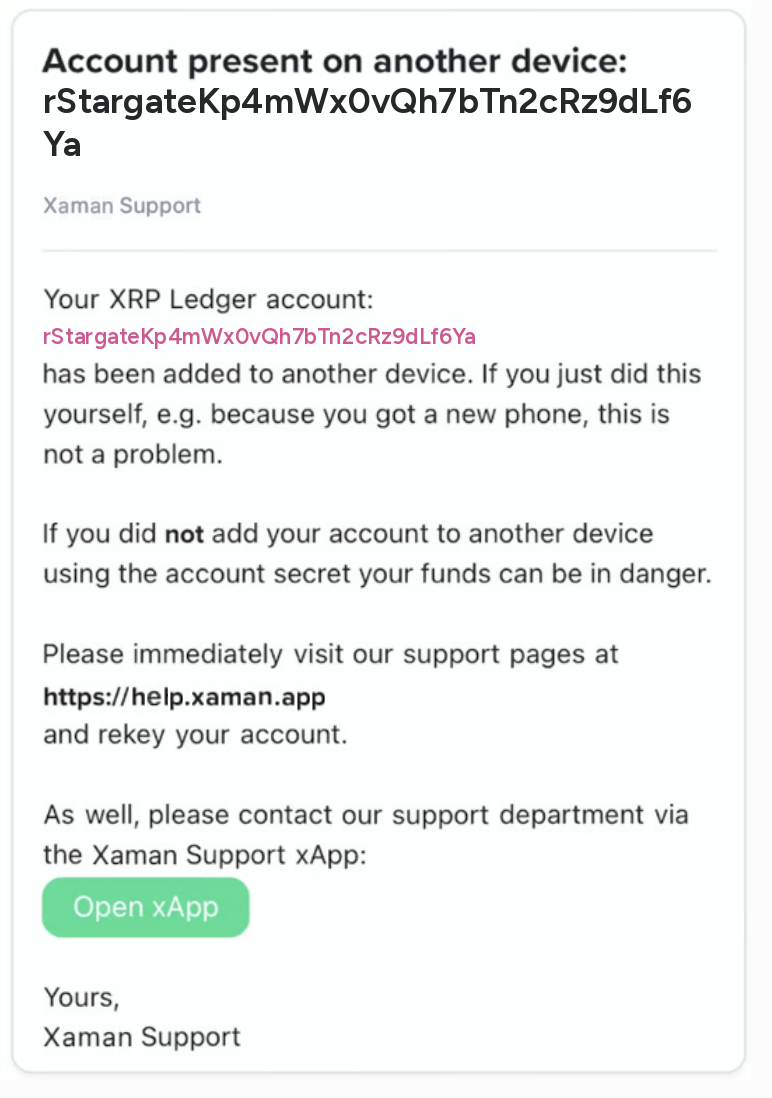 Account present on another device:
rStargateKp4mWx0vQh7bTn2cRz9dLf6
Ya
Xaman Support
Your XRP Ledger account:
rStargateKp4mWx0vQh7bTn2cRz9dLf6Ya
has been added to another device. If you just did this
yourself, e.g. because you got a new phone, this is
not a problem.
If you did not add your account to another device
using the account secret your funds can be in danger.
Please immediately visit our support pages at
https://help.xaman.app
and rekey your account.
As well, please contact our support department via
the Xaman Support xApp:
Open xApp
Yours,
Xaman Support